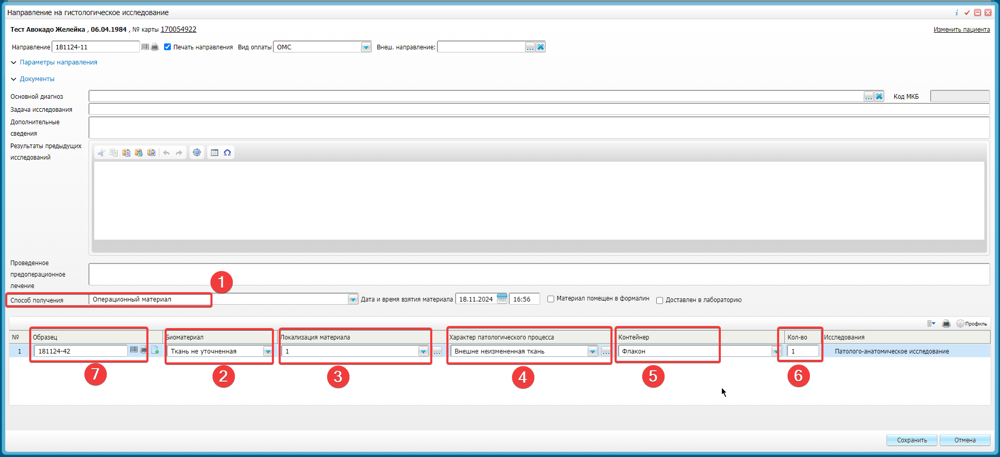 Направление на гистологическое исследование
Тест Авокадо Желейка , 06.04.1984 , № карты 170054922
Изменить пациента
Направление 181124-11 Печать направления Вид оплаты ОМС Внеш. направление:
Параметры направления
Документы
Основной диагноз
Код МКБ
Задача исследования
Дополнительные
сведения
Результаты предыдущих
исследований
Проведенное
предоперационное
лечение
1
Способ получения Операционный материал Дата и время взятия материала 18.11.2024 16:56 Материал помещен в формалин Доставлен в лабораторию
Профиль
№ Образец Биоматериал Локализация материала Характер патологического процесса Контейнер Кол-во Исследования
1 181124-42 Ткань не уточненная 1 Внешне неизмененная ткань Флакон 1 Патолого-анатомическое исследование
7 2 3 4 5 6
Сохранить Отмена